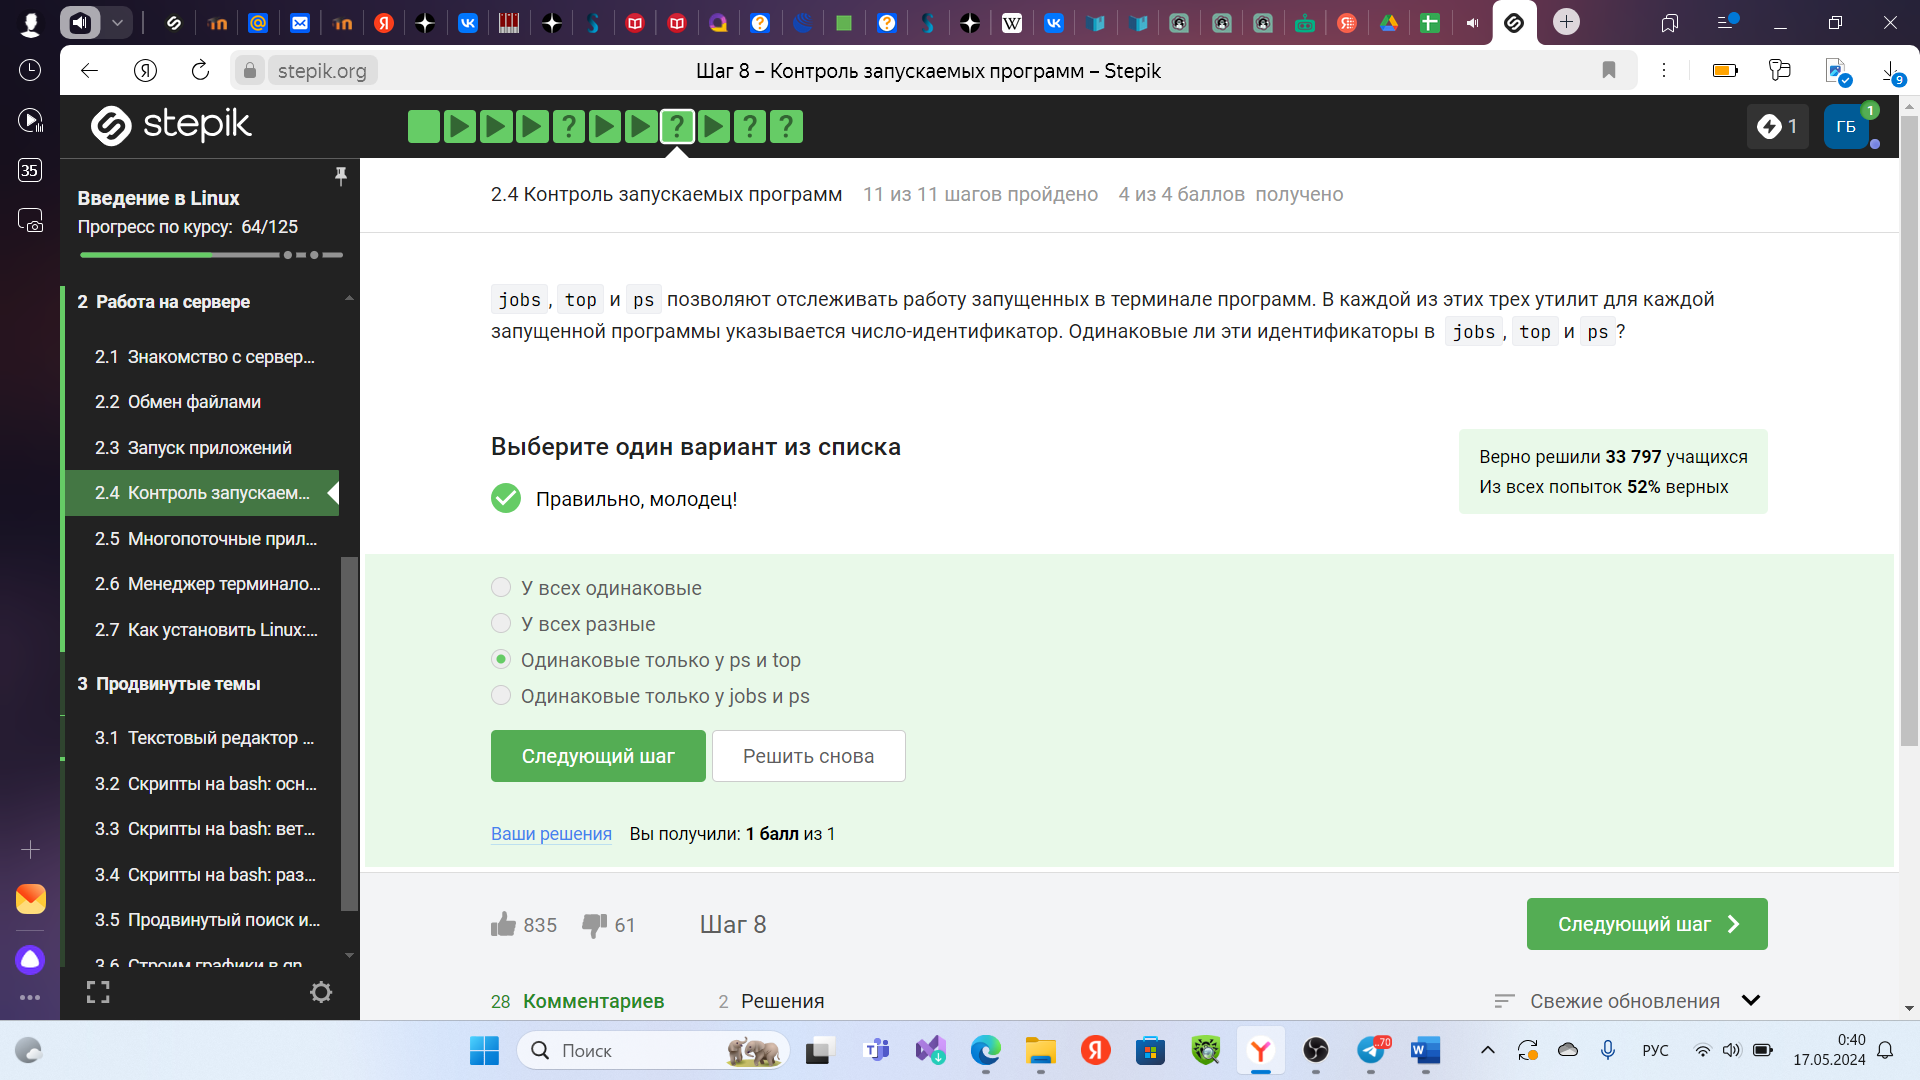 stepik.org
Шаг 8 – Контроль запускаемых программ – Stepik
9
35
stepik
1
ГБ
1
Введение в Linux
Прогресс по курсу: 64/125
2 Работа на сервере
2.1 Знакомство с сервер...
2.2 Обмен файлами
2.3 Запуск приложений
2.4 Контроль запускаем...
2.5 Многопоточные прил...
2.6 Менеджер терминало...
2.7 Как установить Linux:...
3 Продвинутые темы
3.1 Текстовый редактор ...
3.2 Скрипты на bash: осн...
3.3 Скрипты на bash: вет...
3.4 Скрипты на bash: раз...
3.5 Продвинутый поиск и...
3.6 Строим графики в gn...
2.4 Контроль запускаемых программ 11 из 11 шагов пройдено 4 из 4 баллов получено
jobs, top и ps позволяют отслеживать работу запущенных в терминале программ. В каждой из этих трех утилит для каждой
запущенной программы указывается число-идентификатор. Одинаковые ли эти идентификаторы в jobs, top и ps?
Выберите один вариант из списка
Правильно, молодец!
Верно решили 33 797 учащихся
Из всех попыток 52% верных
У всех одинаковые
У всех разные
Одинаковые только у ps и top
Одинаковые только у jobs и ps
Следующий шаг
Решить снова
Ваши решения Вы получили: 1 балл из 1
835 61 Шаг 8
Следующий шаг
28 Комментариев 2 Решения
Свежие обновления
Поиск
70
РУС
0:40
17.05.2024